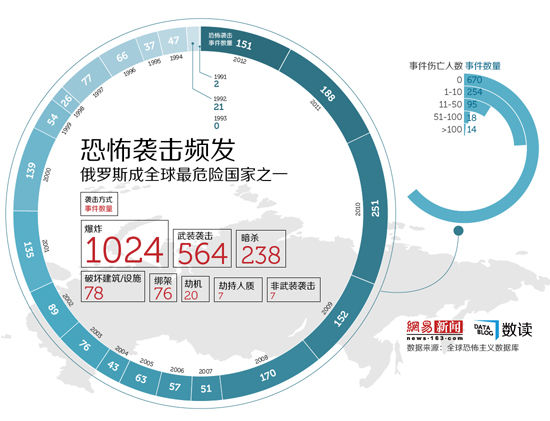 恐怖袭击
事件数量 151
2012
188
2011
251
2010
152
2009
170
2008
51
2007
57
2006
63
2005
43
2004
76
2003
89
2002
135
2001
139
2000
54
1999
26
1998
77
1997
66
1996
37
1995
47
1994
1991
2
1992
21
1993
0
恐怖袭击频发
俄罗斯成全球最危险国家之一
袭击方式
事件数量
爆炸
1024
武装袭击
564
暗杀
238
破坏建筑/设施
78
绑架
76
劫机
20
劫持人质
7
非武装袭击
7
事件伤亡人数 事件数量
0 670
1-10 254
11-50 95
51-100 18
>100 14
網易 新闻
news·163.com
DATA
BLOG
数读
数据来源：全球恐怖主义数据库